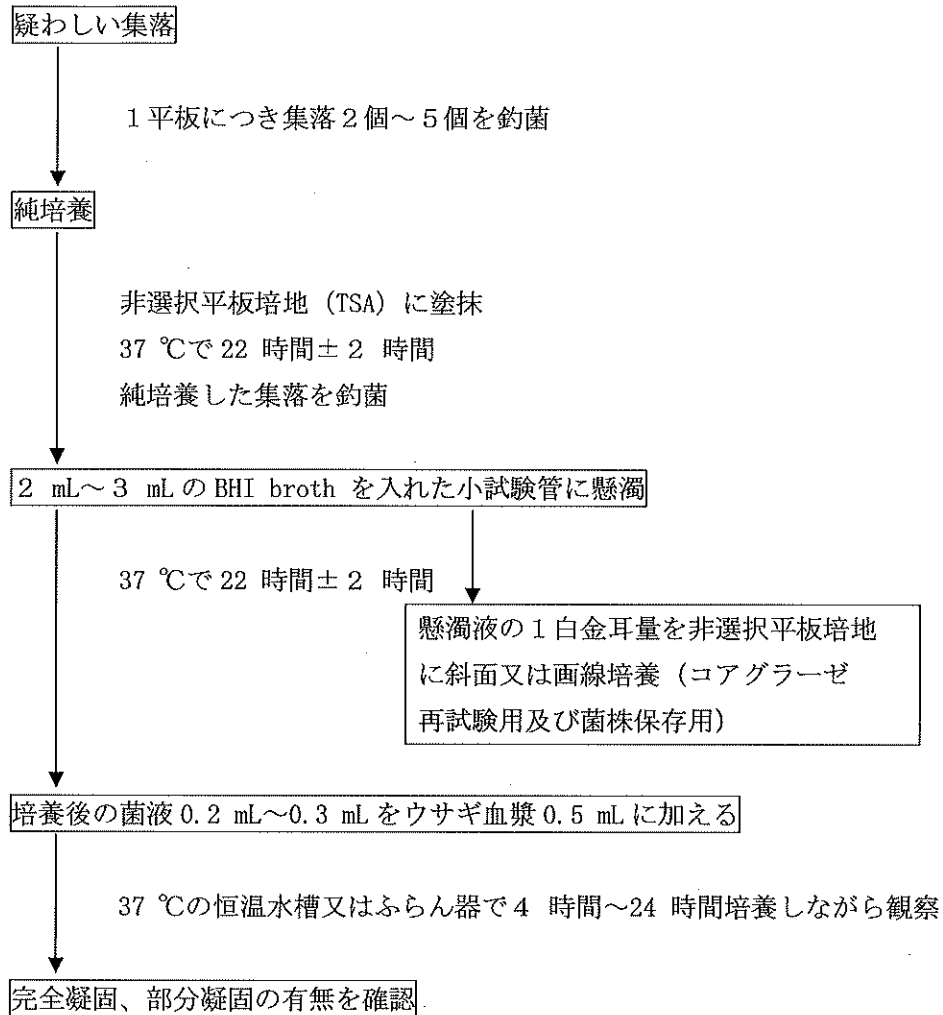 疑わしい集落
１平板につき集落２個～５個を釣菌
純培養
非選択平板培地（TSA）に塗抹
37 ℃で 22 時間±２ 時間
純培養した集落を釣菌
２ mL～３ mL の BHI broth を入れた小試験管に懸濁
37 ℃で 22 時間±２ 時間
懸濁液の１白金耳量を非選択平板培地
に斜面又は画線培養（コアグラーゼ
再試験用及び菌株保存用）
培養後の菌液 0.2 mL～0.3 mL をウサギ血漿 0.5 mL に加える
37 ℃の恒温水槽又はふらん器で４ 時間～24 時間培養しながら観察
完全凝固、部分凝固の有無を確認